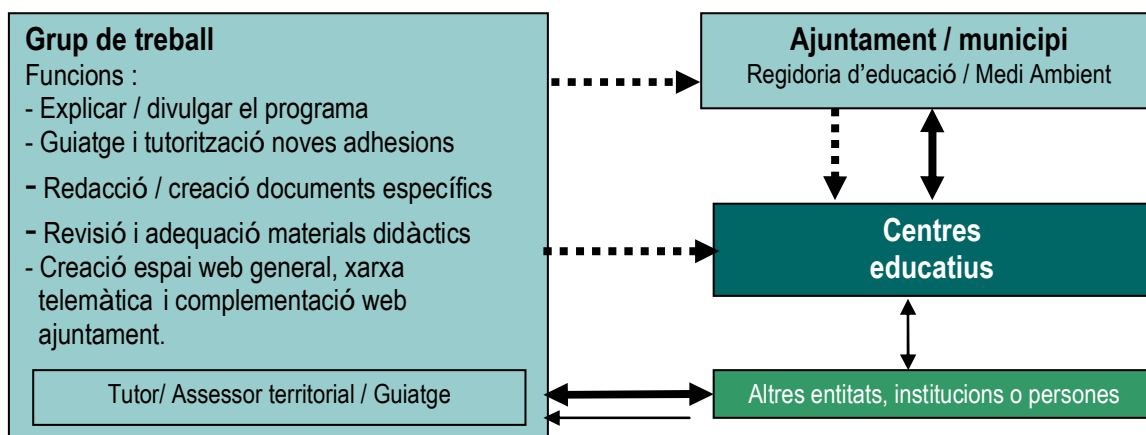 Grup de treball
Funcions :
- Explicar / divulgar el programa
- Guiatge i tutorització noves adhesions
- Redacció / creació documents específics
- Revisió i adequació materials didàctics
- Creació espai web general, xarxa
telemàtica i complementació web
ajuntament.
Tutor/ Assessor territorial / Guiatge
Ajuntament / municipi
Regidoria d'educació / Medi Ambient
Centres
educatius
Altres entitats, institucions o persones